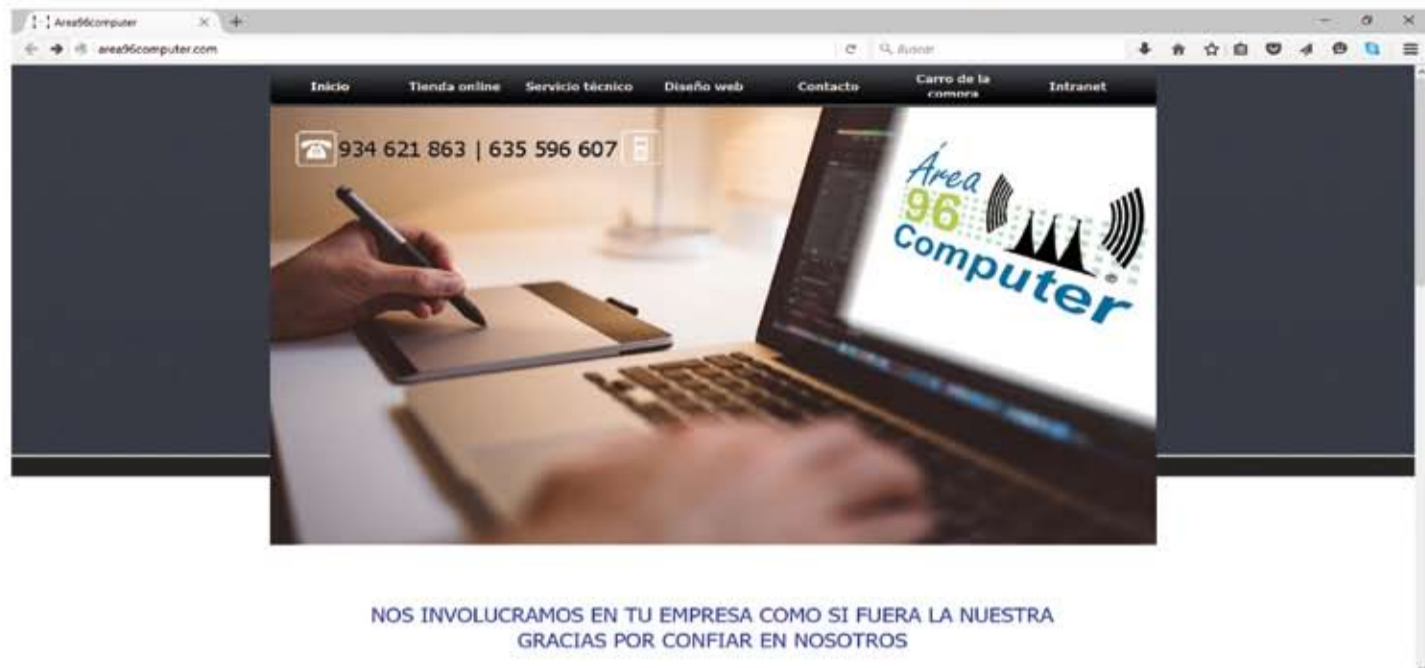 Area96computer
area96computer.com
Buscar
Inicio
Tienda online
Servicio técnico
Diseño web
Contacto
Carro de la
compra
Intranet
934 621 863 | 635 596 607
Área
96
Computer
NOS INVOLUCRAMOS EN TU EMPRESA COMO SI FUERA LA NUESTRA
GRACIAS POR CONFIAR EN NOSOTROS